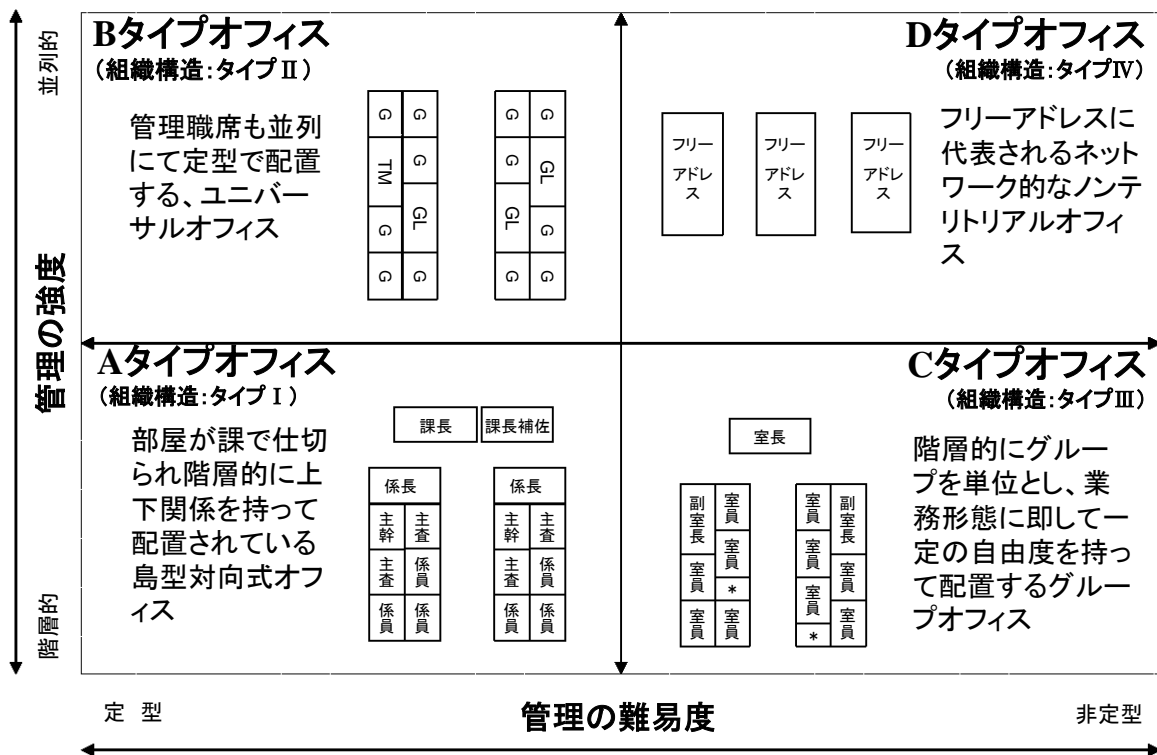 並列的
管理の強度
階層的
Bタイプオフィス
(組織構造:タイプⅡ)
管理職席も並列
にて定型で配置
する、ユニバー
サルオフィス
G
G
TM
G
G
GL
G
G
G
G
G
GL
GL
G
G
G
Dタイプオフィス
(組織構造:タイプⅣ)
フリー
アドレ
ス
フリー
アドレ
ス
フリー
アドレ
ス
フリーアドレスに
代表されるネット
ワーク的なノンテ
リトリアルオフィ
ス
Aタイプオフィス
(組織構造:タイプⅠ)
部屋が課で仕切
られ階層的に上
下関係を持って
配置されている
島型対向式オフ
ィス
課長
課長補佐
係長
主幹
主査
主査
係員
係員
係員
係長
主幹
主査
主査
係員
係員
係員
Cタイプオフィス
(組織構造:タイプⅢ)
室長
副室長
室員
室員
室員
*
室員
室員
室員
副室長
室員
室員
室員
*
室員
階層的にグルー
プを単位とし、業
務形態に即して一
定の自由度を持っ
て配置するグルー
プオフィス
定 型
管理の難易度
非定型